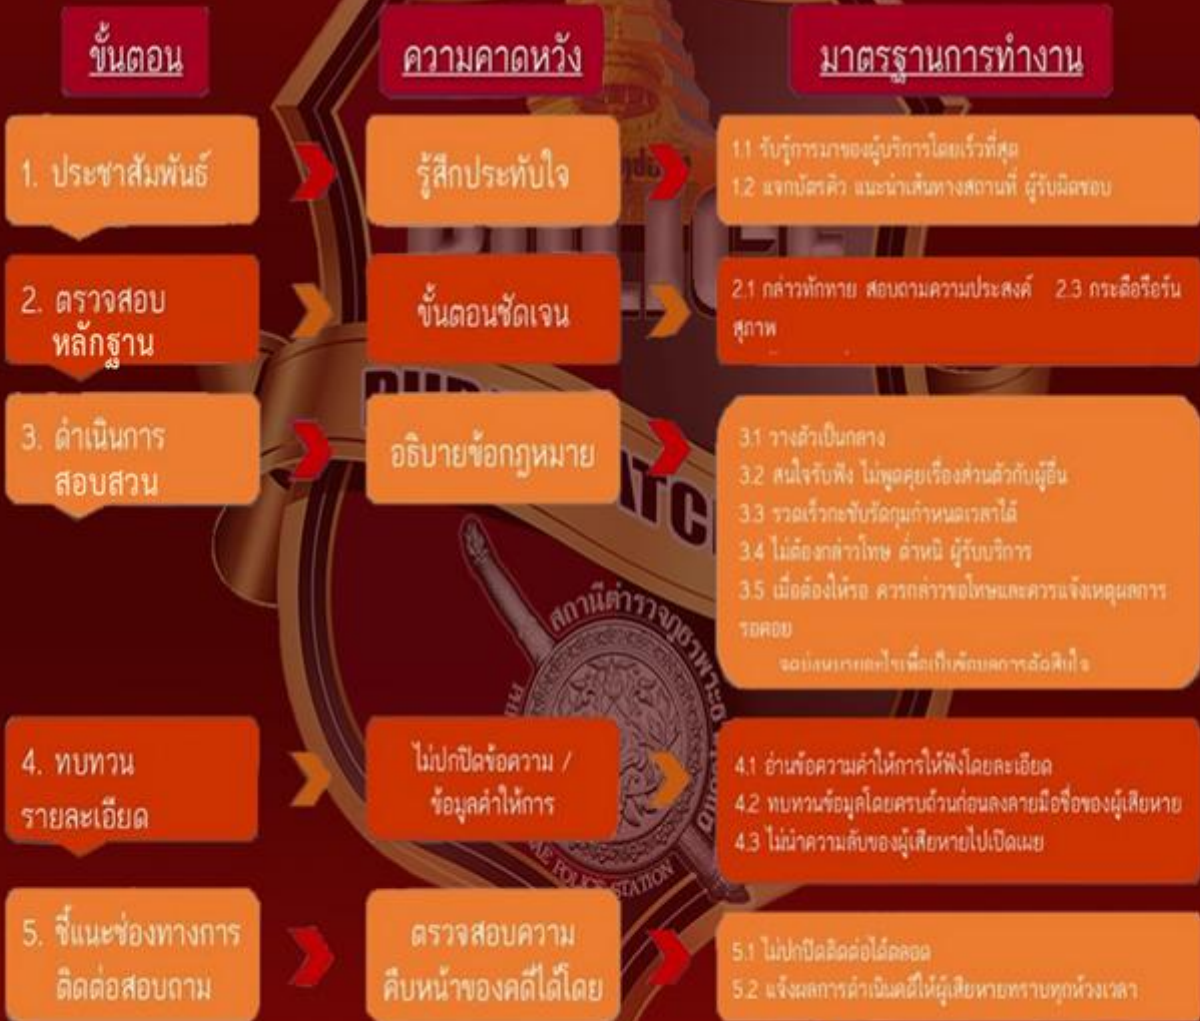 ขั้นตอน
ความคาดหวัง
มาตรฐานการทำงาน
1. ประชาสัมพันธ์
รู้สึกประทับใจ
1.1 รับรู้การมาของผู้บริการโดยเร็วที่สุด
1.2 แจกบัตรคิว แนะนำเส้นทางสถานที่ ผู้รับผิดชอบ
2. ตรวจสอบ
หลักฐาน
ขั้นตอนชัดเจน
2.1 กล่าวทักทาย สอบถามความประสงค์ 2.3 กระตือรือร้น
สุภาพ
3. ดำเนินการ
สอบสวน
อธิบายข้อกฎหมาย
3.1 วางตัวเป็นกลาง
3.2 สนใจรับฟัง ไม่พูดคุยเรื่องส่วนตัวกับผู้อื่น
3.3 รวดเร็วกะชับรัดกุมกำหนดเวลาได้
3.4 ไม่ต้องกล่าวโทษ ตำหนิ ผู้รับบริการ
3.5 เมื่อต้องให้รอ ควรกล่าวขอโทษและควรแจ้งเหตุผลการ
รอคอย
4. ทบทวน
รายละเอียด
ไม่ปกปิดข้อความ /
ข้อมูลคำให้การ
4.1 อ่านข้อความคำให้การให้ฟังโดยละเอียด
4.2 ทบทวนข้อมูลโดยครบถ้วนก่อนลงลายมือชื่อของผู้เสียหาย
4.3 ไม่นำความลับของผู้เสียหายไปเปิดเผย
5. ชี้แนะช่องทางการ
ติดต่อสอบถาม
ตรวจสอบความ
คืบหน้าของคดีได้โดย
5.1 ไม่ปกปิดติดต่อได้ตลอด
5.2 แจ้งผลการดำเนินคดีให้ผู้เสียหายทราบทุกห้วงเวลา
POLICE
สถานีตำรวจภูธรพระ
POLICE STATION